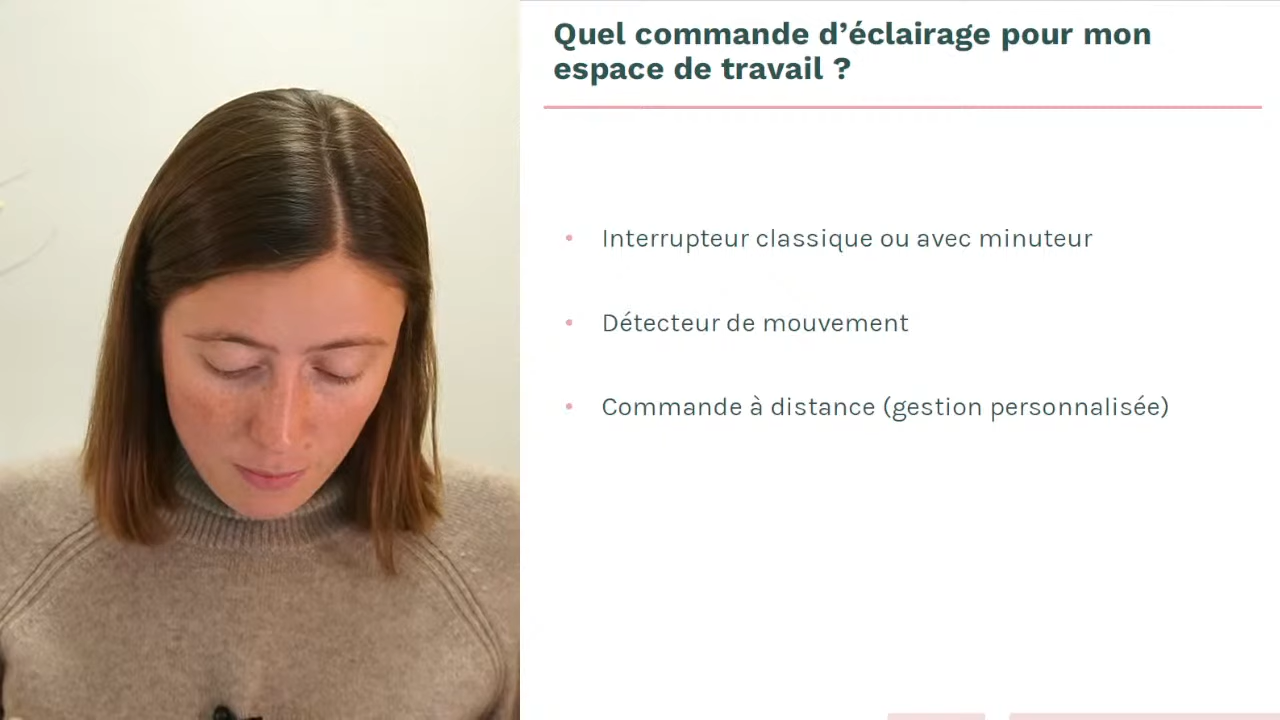 Quel commande d’éclairage pour mon
espace de travail ?
Interrupteur classique ou avec minuteur
Détecteur de mouvement
Commande à distance (gestion personnalisée)